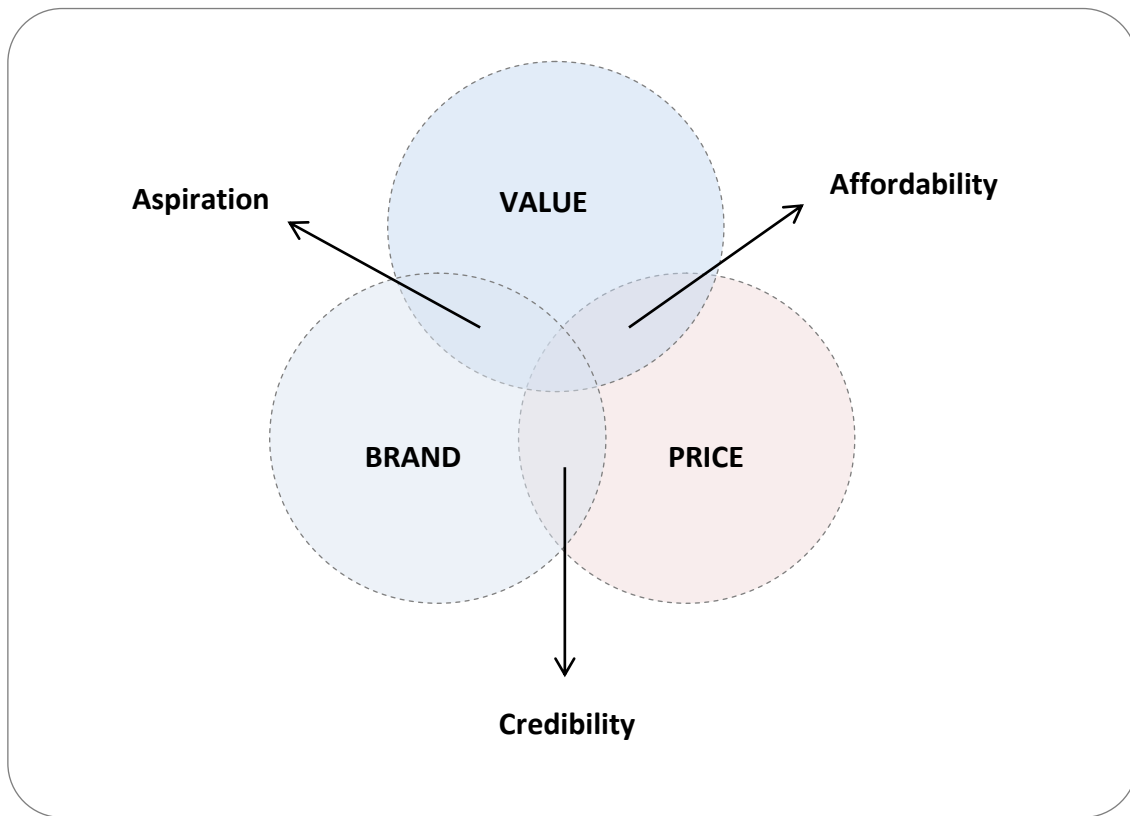 Affordability
Aspiration
VALUE
BRAND
PRICE
Credibility